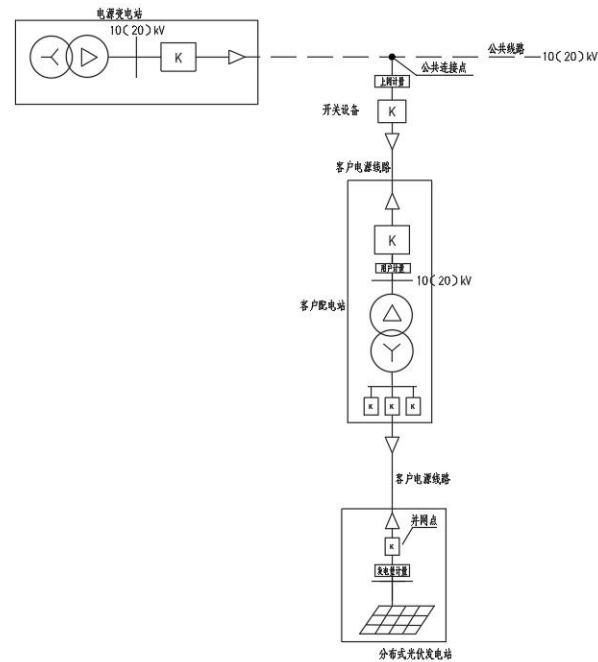 电源变电站
10(20)kV
K
公共线路
10(20)kV
公共连接点
上网计量
开关设备
K
客户电源线路
K
用户计量
10(20)kV
客户配电站
K K K
客户电源线路
并网点
K
发电量计量
分布式光伏发电站